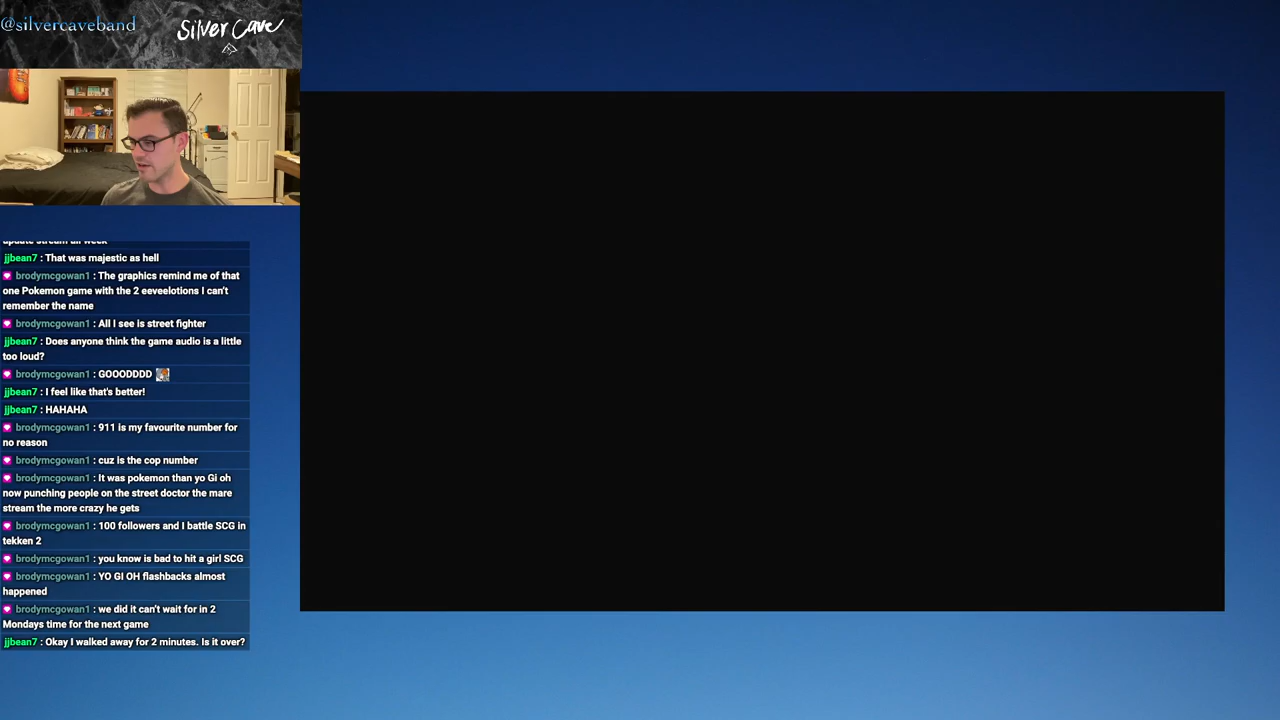 @silvercaveband
Silver Cave
update stream all week
jjbean7 : That was majestic as hell
brodymcgowan1 : The graphics remind me of that
one Pokemon game with the 2 eeveelotions I can't
remember the name
brodymcgowan1 : All I see is street fighter
jjbean7 : Does anyone think the game audio is a little
too loud?
brodymcgowan1 : GOOODDDD
jjbean7 : I feel like that's better!
jjbean7 : HAHAHA
brodymcgowan1 : 911 is my favourite number for
no reason
brodymcgowan1 : cuz is the cop number
brodymcgowan1 : It was pokemon than yo Gi oh
now punching people on the street doctor the mare
stream the more crazy he gets
brodymcgowan1 : 100 followers and I battle SCG in
tekken 2
brodymcgowan1 : you know is bad to hit a girl SCG
brodymcgowan1 : YO GI OH flashbacks almost
happened
brodymcgowan1 : we did it can't wait for in 2
Mondays time for the next game
jjbean7 : Okay I walked away for 2 minutes. Is it over?